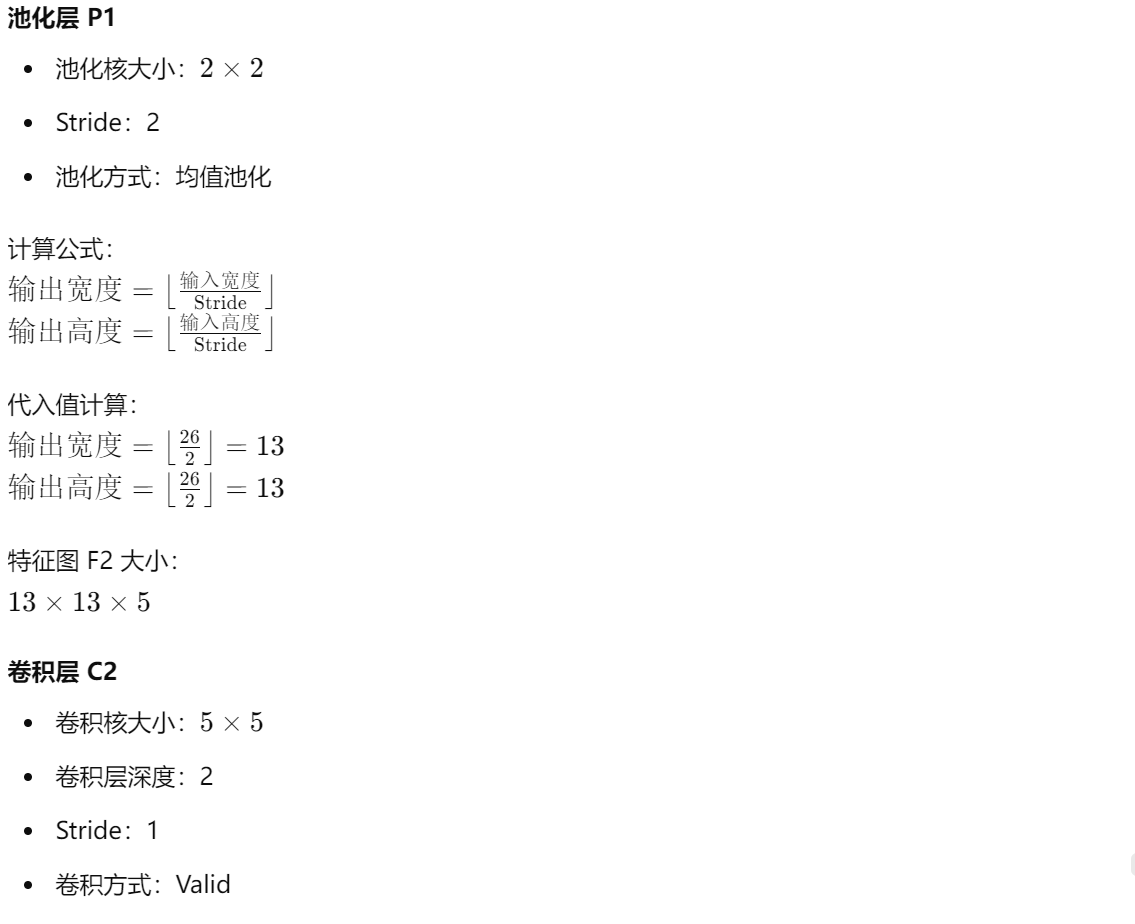 池化层 P1
• 池化核大小：2 × 2
• Stride：2
• 池化方式：均值池化
计算公式：
输出宽度 = ⌊输入宽度/Stride⌋
输出高度 = ⌊输入高度/Stride⌋
代入值计算：
输出宽度 = ⌊26/2⌋ = 13
输出高度 = ⌊26/2⌋ = 13
特征图 F2 大小：
13 × 13 × 5
卷积层 C2
• 卷积核大小：5 × 5
• 卷积层深度：2
• Stride：1
• 卷积方式：Valid